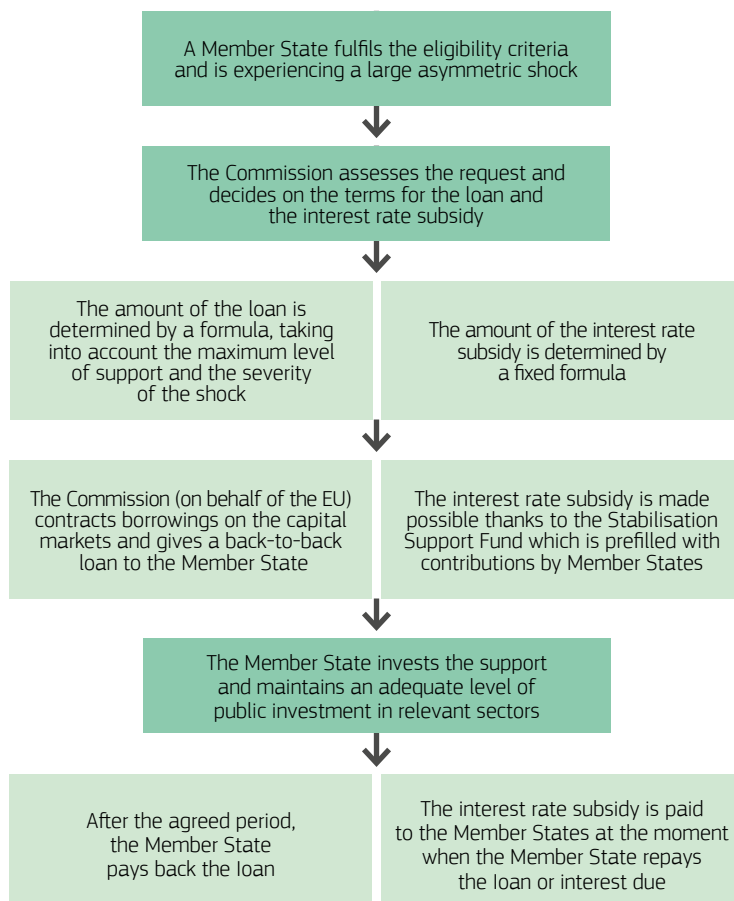 A Member State fulfils the eligibility criteria
and is experiencing a large asymmetric shock
The Commission assesses the request and
decides on the terms for the loan and
the interest rate subsidy
The amount of the loan is
determined by a formula, taking
into account the maximum level
of support and the severity
of the shock
The amount of the interest rate
subsidy is determined by
a fixed formula
The Commission (on behalf of the EU)
contracts borrowings on the capital
markets and gives a back-to-back
loan to the Member State
The interest rate subsidy is made
possible thanks to the Stabilisation
Support Fund which is prefilled with
contributions by Member States
The Member State invests the support
and maintains an adequate level of
public investment in relevant sectors
After the agreed period,
the Member State
pays back the loan
The interest rate subsidy is paid
to the Member States at the moment
when the Member State repays
the loan or interest due